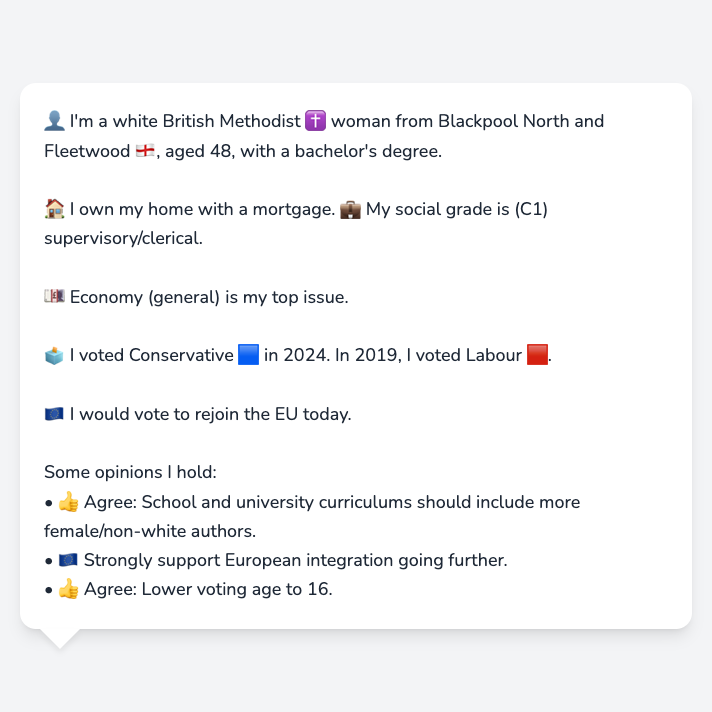 👤 I'm a white British Methodist ✝️ woman from Blackpool North and
Fleetwood 🏴󠁧󠁢󠁥󠁮󠁧󠁿, aged 48, with a bachelor's degree.
🏠 I own my home with a mortgage. 💼 My social grade is (C1)
supervisory/clerical.
💷 Economy (general) is my top issue.
🗳️ I voted Conservative 🟦 in 2024. In 2019, I voted Labour 🟥.
🇪🇺 I would vote to rejoin the EU today.
Some opinions I hold:
• 👍 Agree: School and university curriculums should include more
female/non-white authors.
• 🇪🇺 Strongly support European integration going further.
• 👍 Agree: Lower voting age to 16.